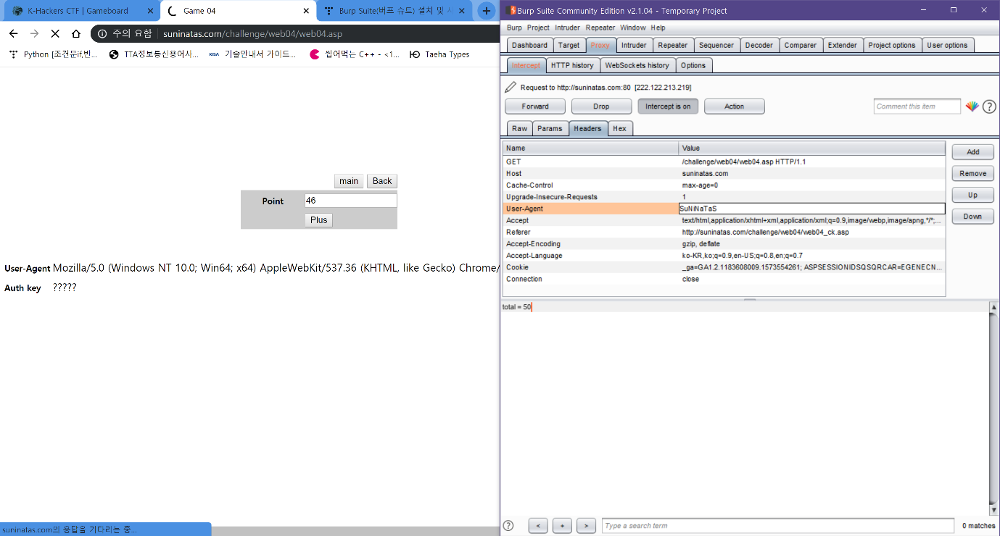 K-Hackers CTF | Gameboard
Game 04
Burp Suite(버프 슈트) 설치 및 시
주의 요함 suninatas.com/challenge/web04/web04.asp
Python [조건문if,반...
TTA정보통신용어사...
KISA 기술안내서 가이드...
씹어먹는 C++ - <1...
Taeha Types
main Back
Point 46
Plus
User-Agent Mozilla/5.0 (Windows NT 10.0; Win64; x64) AppleWebKit/537.36 (KHTML, like Gecko) Chrome/
Auth key ?????
suninatas.com의 응답을 기다리는 중...
Burp Suite Community Edition v2.1.04 - Temporary Project
Burp Project Intruder Repeater Window Help
Dashboard Target Proxy Intruder Repeater Sequencer Decoder Comparer Extender Project options User options
Intercept HTTP history WebSockets history Options
Request to http://suninatas.com:80 [222.122.213.219]
Forward Drop Intercept is on Action Comment this item ?
Raw Params Headers Hex
Name Value
GET /challenge/web04/web04.asp HTTP/1.1
Host suninatas.com
Cache-Control max-age=0
Upgrade-Insecure-Requests 1
User-Agent SuNiNaTaS
Accept text/html,application/xhtml+xml,application/xml;q=0.9,image/webp,image/apng,*/*;...
Referer http://suninatas.com/challenge/web04/web04_ck.asp
Accept-Encoding gzip, deflate
Accept-Language ko-KR,ko;q=0.9,en-US;q=0.8,en;q=0.7
Cookie _ga=GA1.2.1183608009.1573554261; ASPSESSIONIDSQSQRCAR=EGENECN...
Connection close
Add
Remove
Up
Down
total = 50
? < + > Type a search term 0 matches